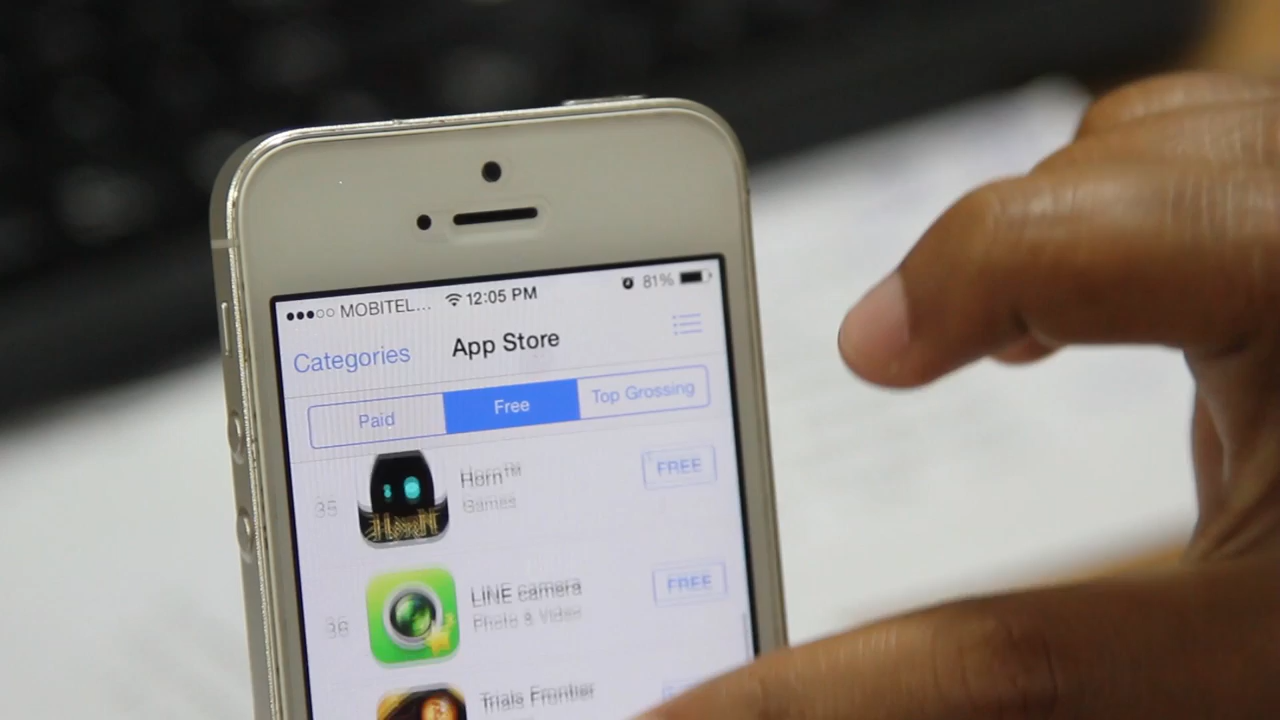 MOBITEL... 12:05 PM 81%
Categories App Store
Paid Free Top Grossing
35 Horn™ FREE
Games
HORN
36 LINE camera FREE
Photo & Video
Trials Frontier